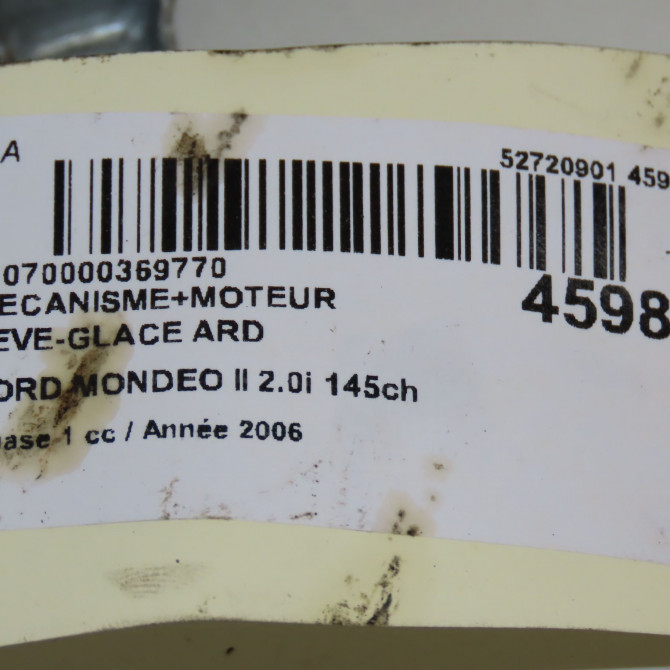 A
52720901 459
070000369770
ECANISME+MOTEUR
EVE-GLACE ARD
4598
ORD MONDEO II 2.0i 145ch
hase 1 cc / Année 2006